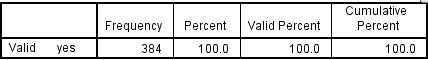 Frequency Percent Valid Percent Cumulative Percent
Valid yes 384 100.0 100.0 100.0